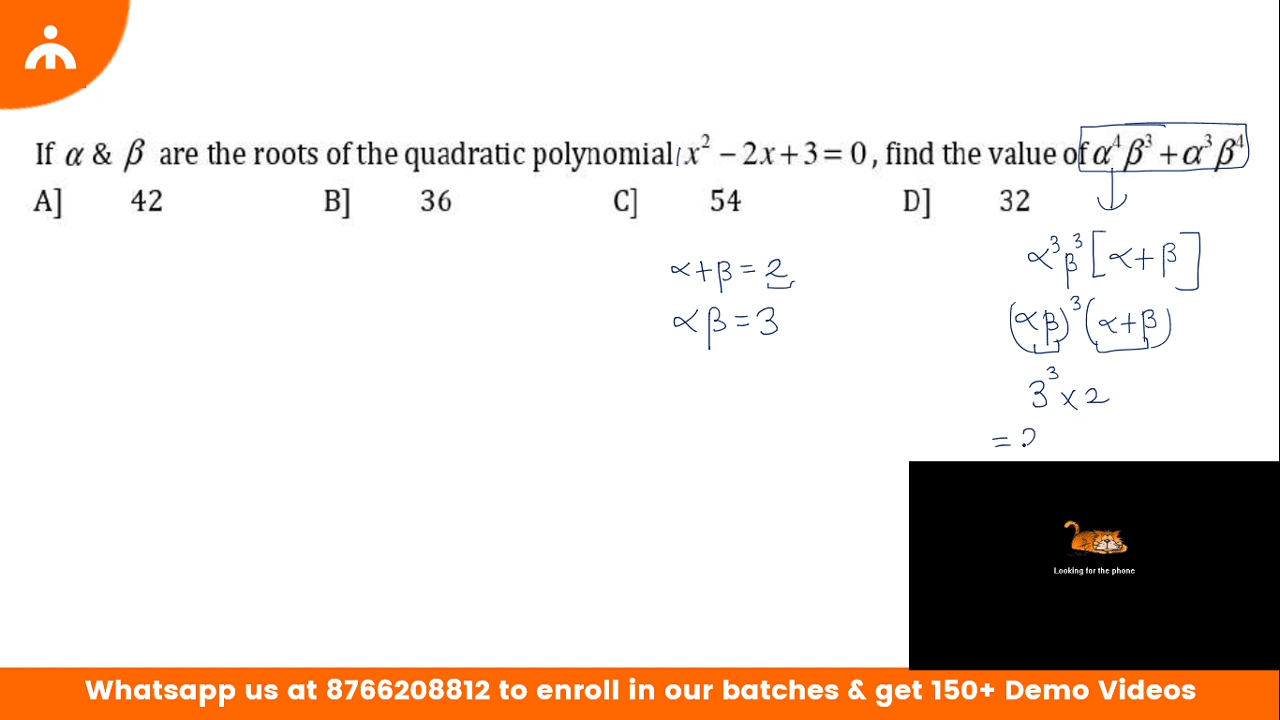 If α & β are the roots of the quadratic polynomial x² − 2x + 3 = 0, find the value of α⁴β³ + α³β⁴
A] 42 B] 36 C] 54 D] 32
α³β³[α+β]
α+β = 2
αβ = 3
(αβ)³(α+β)
3³ × 2
=
Looking for the phone
Whatsapp us at 8766208812 to enroll in our batches & get 150+ Demo Videos